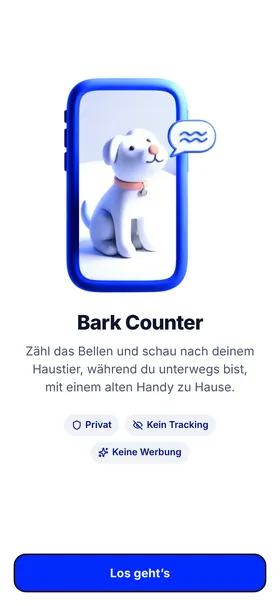 Bark Counter
Zähl das Bellen und schau nach deinem
Haustier, während du unterwegs bist,
mit einem alten Handy zu Hause.
Privat
Kein Tracking
Keine Werbung
Los geht's